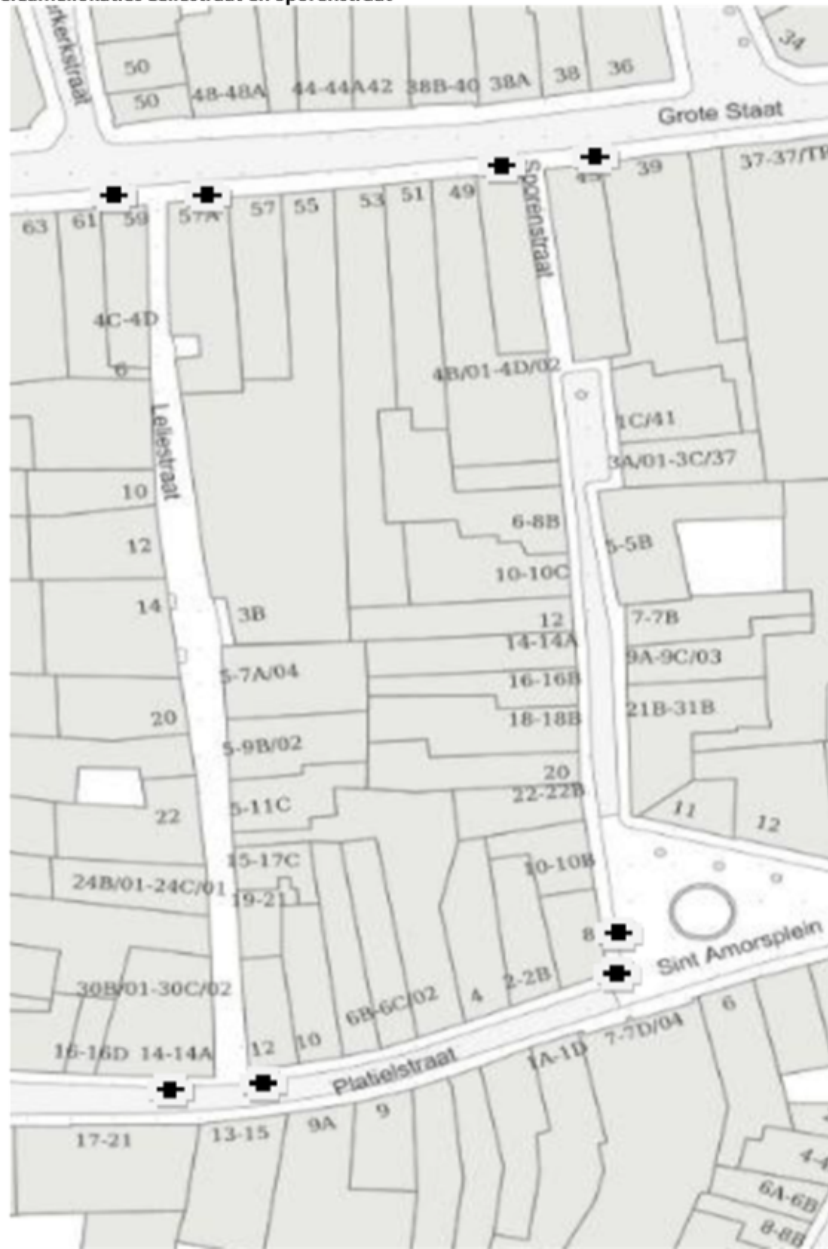 50
50
48-48A
44-44A
42
38B-40
38A
38
36
34
Grote Staat
63
61
59
57A
57
55
53
51
49
Sporenstraat
39
4C-4D
6
4B/01-4D/02
1C/41
3A/01-3C/37
Leliestraat
10
6-8B
12
5-5B
10-10C
14
3B
12
7-7B
14-14A
9A-9C/03
5-7A/04
16-16B
20
18-18B
21B-31B
5-9B/02
20
22-22B
22
5-11C
11
12
15-17C
10-10B
24B/01-24C/01
19-21
8
Sint Amorsplein
30B/01-30C/02
2-2B
4
6B-6C/02
6
7-7D/04
16-16D
14-14A
12
10
Platielstraat
1A-1D
9
9A
17-21
13-15
6A-6B
8-8B